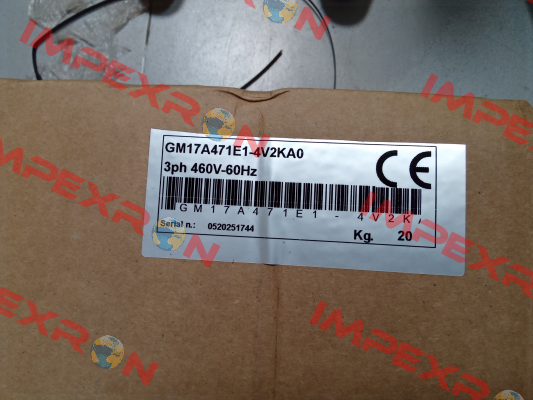 GM17A471E1-4V2KA0
3ph 460V-60Hz
CE
GM17A471E1-4V2K
Serial n.: 0520251744
Kg. 20
IMPEXRON
IMPEXRON
IMPEXRON
IMPEXRON
IMPEXRON